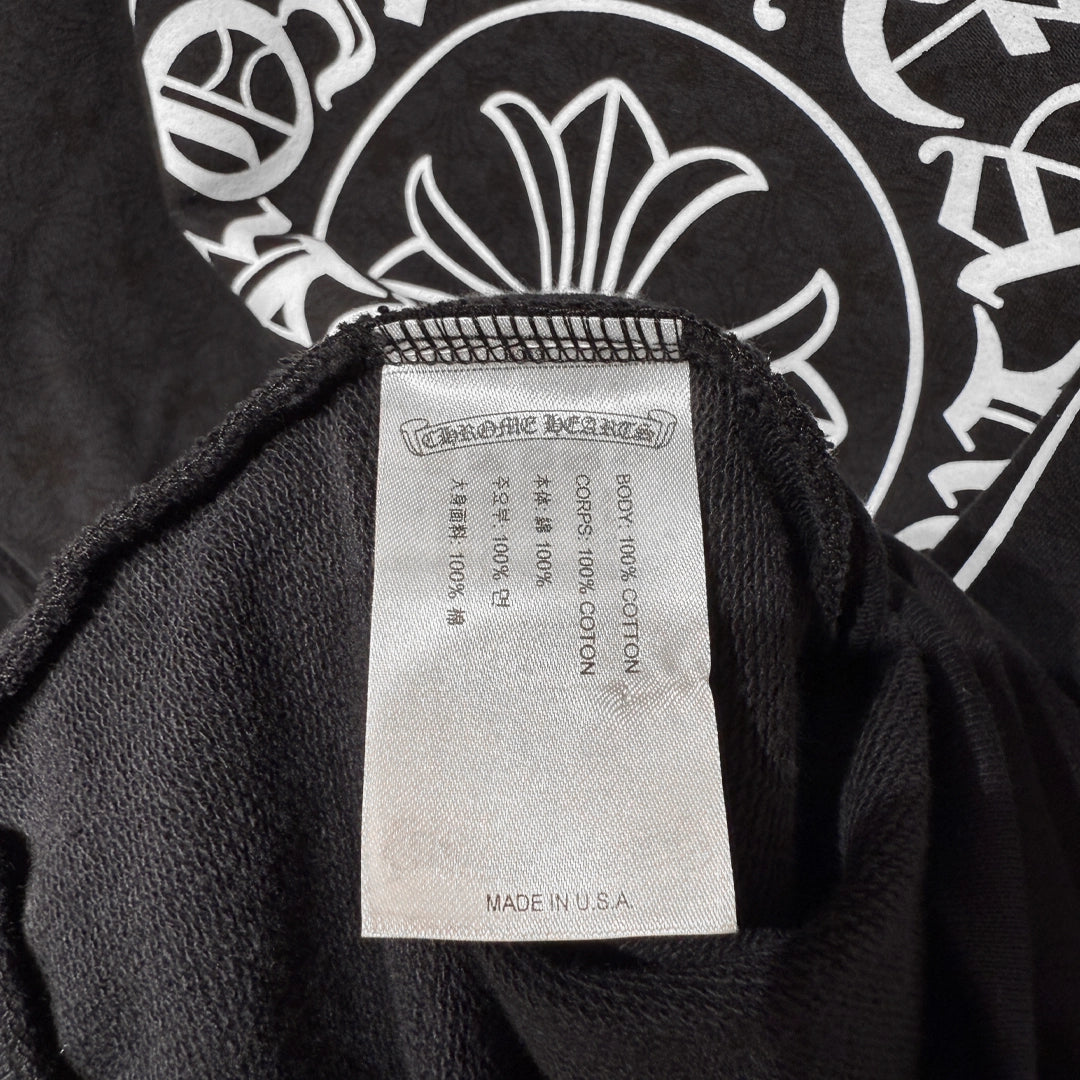 CHROME HEARTS
BODY: 100% COTTON
CORPS: 100% COTON
本体 綿 100%
주요부: 100% 면
大身面料: 100% 棉
MADE IN U.S.A.